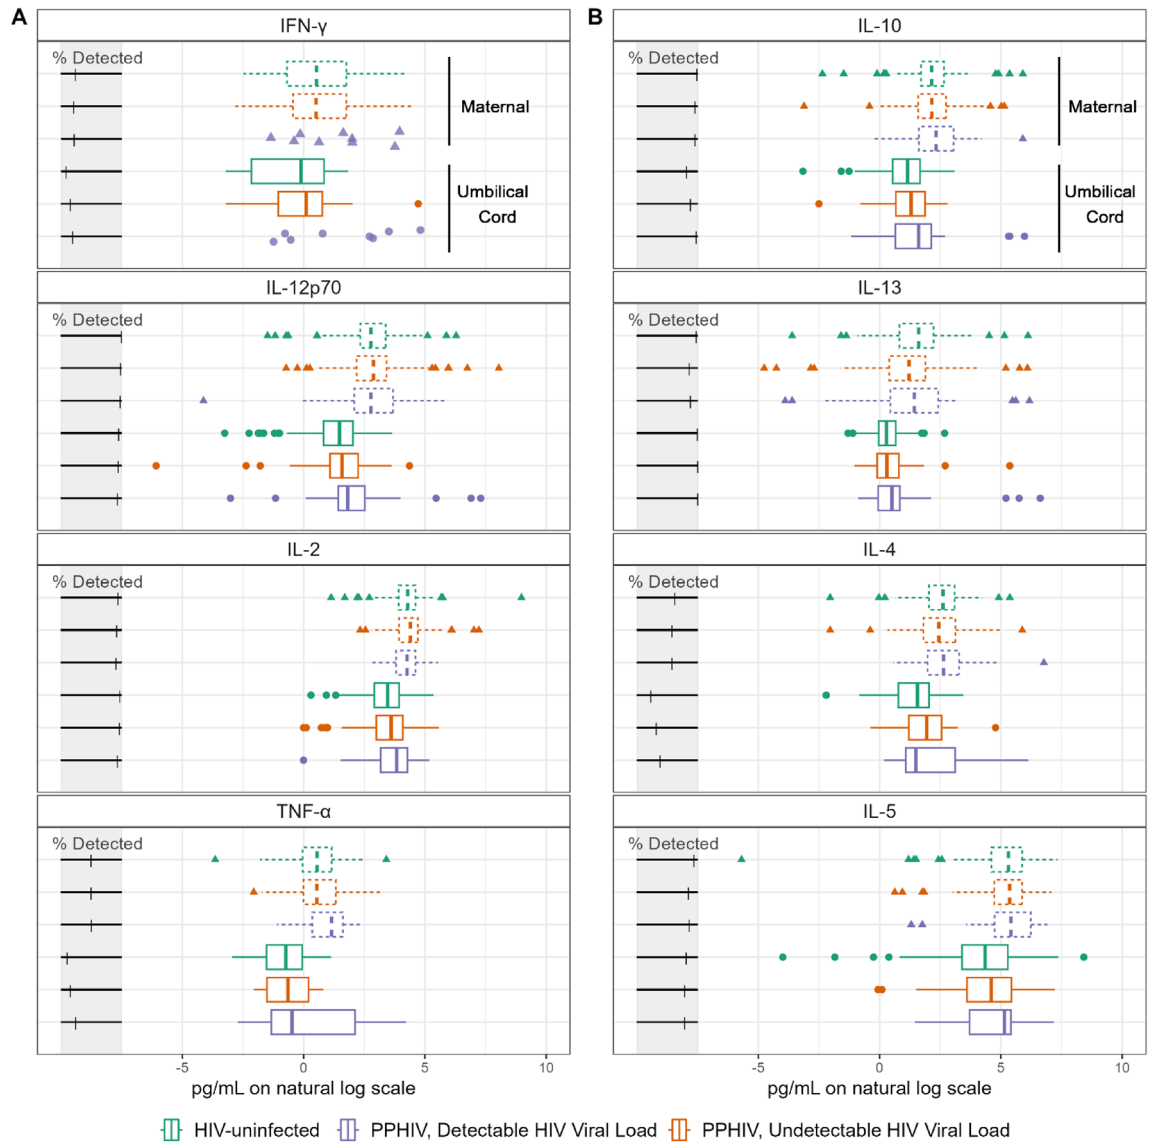 A
IFN-γ
% Detected
Maternal
Umbilical
Cord
IL-12p70
% Detected
IL-2
% Detected
TNF-α
% Detected
-5 0 5 10
pg/mL on natural log scale
B
IL-10
% Detected
Maternal
Umbilical
Cord
IL-13
% Detected
IL-4
% Detected
IL-5
% Detected
-5 0 5 10
pg/mL on natural log scale
HIV-uninfected PPHIV, Detectable HIV Viral Load PPHIV, Undetectable HIV Viral Load